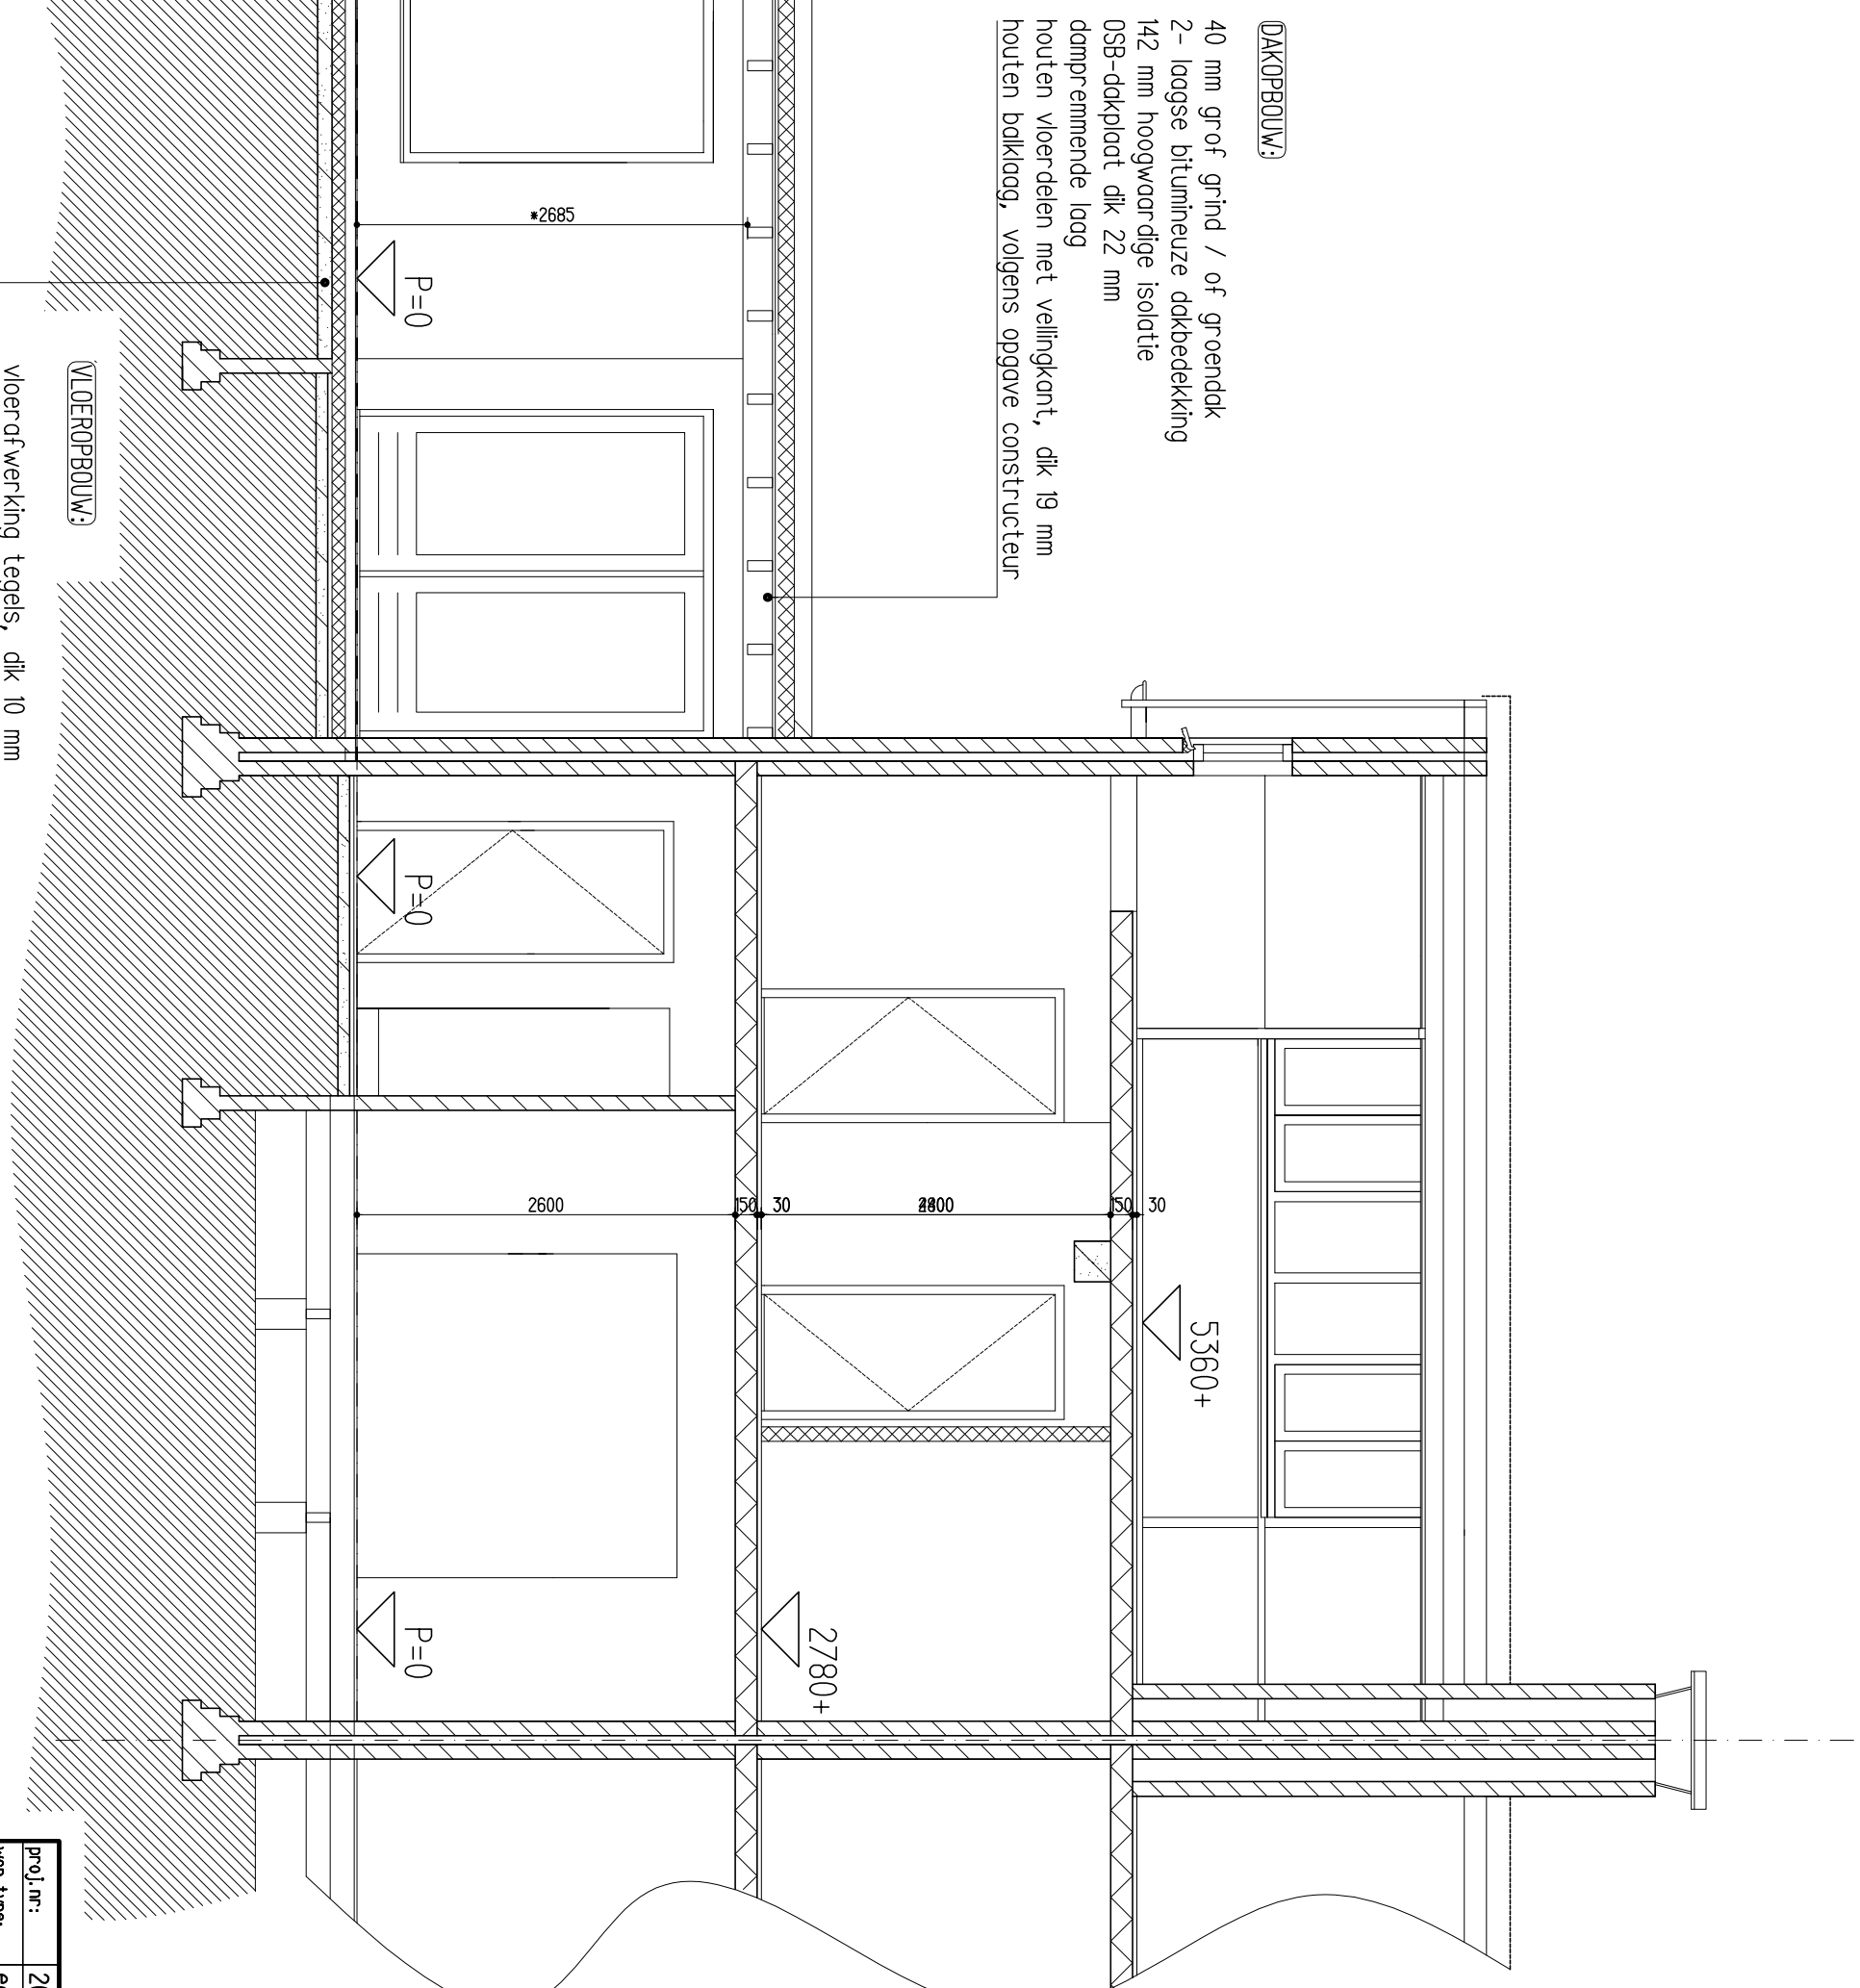 DAKOPBOUW:
40 mm grof grind / of groendak
2- laagse bitumineuze dakbedekking
142 mm hoogwaardige isolatie
OSB-dakplaat dik 22 mm
dampremmende laag
houten vloerdelen met vellingkant, dik 19 mm
houten balklaag, volgens opgave constructeur
5360+
2780+
*2685
2600
150
30
150
30
P=0
P=0
P=0
VLOEROPBOUW:
vloerafwerking tegels, dik 10 mm
proj.nr: